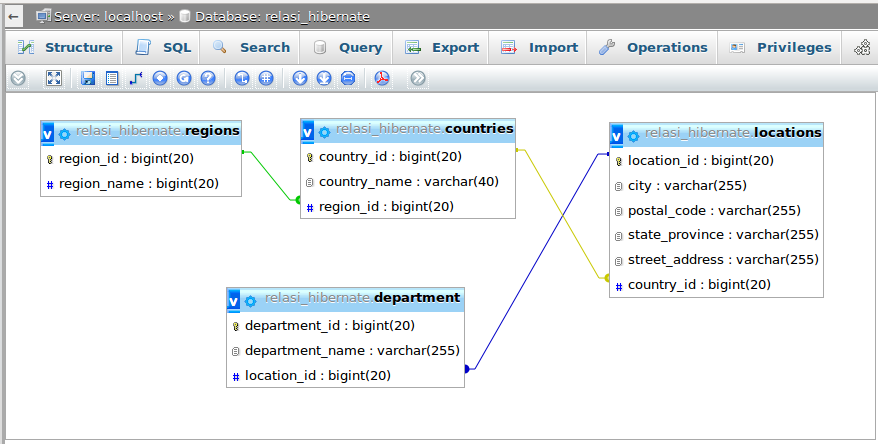 Server: localhost » Database: relasi_hibernate
Structure SQL Search Query Export Import Operations Privileges
v relasi_hibernate.regions
region_id : bigint(20)
# region_name : bigint(20)
v relasi_hibernate.countries
country_id : bigint(20)
country_name : varchar(40)
# region_id : bigint(20)
v relasi_hibernate.locations
location_id : bigint(20)
city : varchar(255)
postal_code : varchar(255)
state_province : varchar(255)
street_address : varchar(255)
# country_id : bigint(20)
v relasi_hibernate.department
department_id : bigint(20)
department_name : varchar(255)
# location_id : bigint(20)